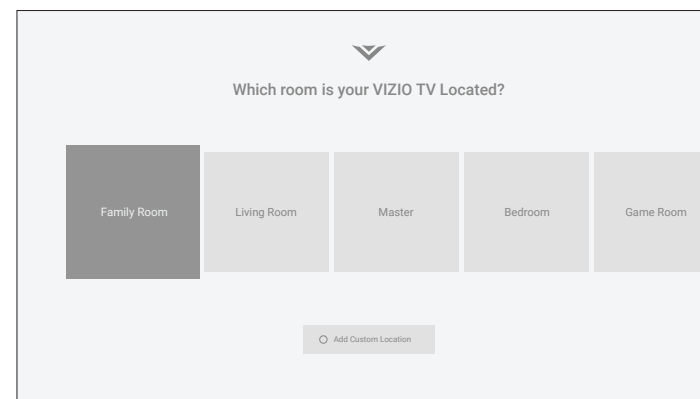 Which room is your VIZIO TV Located?
Family Room
Living Room
Master
Bedroom
Game Room
Add Custom Location